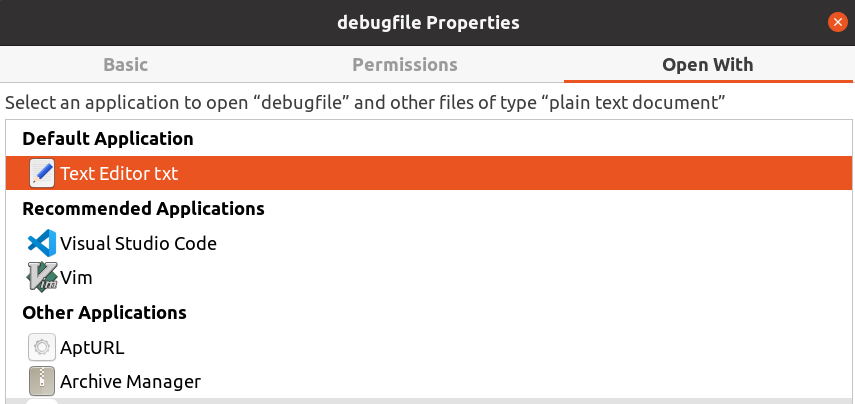 debugfile Properties
Basic Permissions Open With
Select an application to open “debugfile” and other files of type “plain text document”
Default Application
Text Editor txt
Recommended Applications
Visual Studio Code
Vim
Other Applications
AptURL
Archive Manager